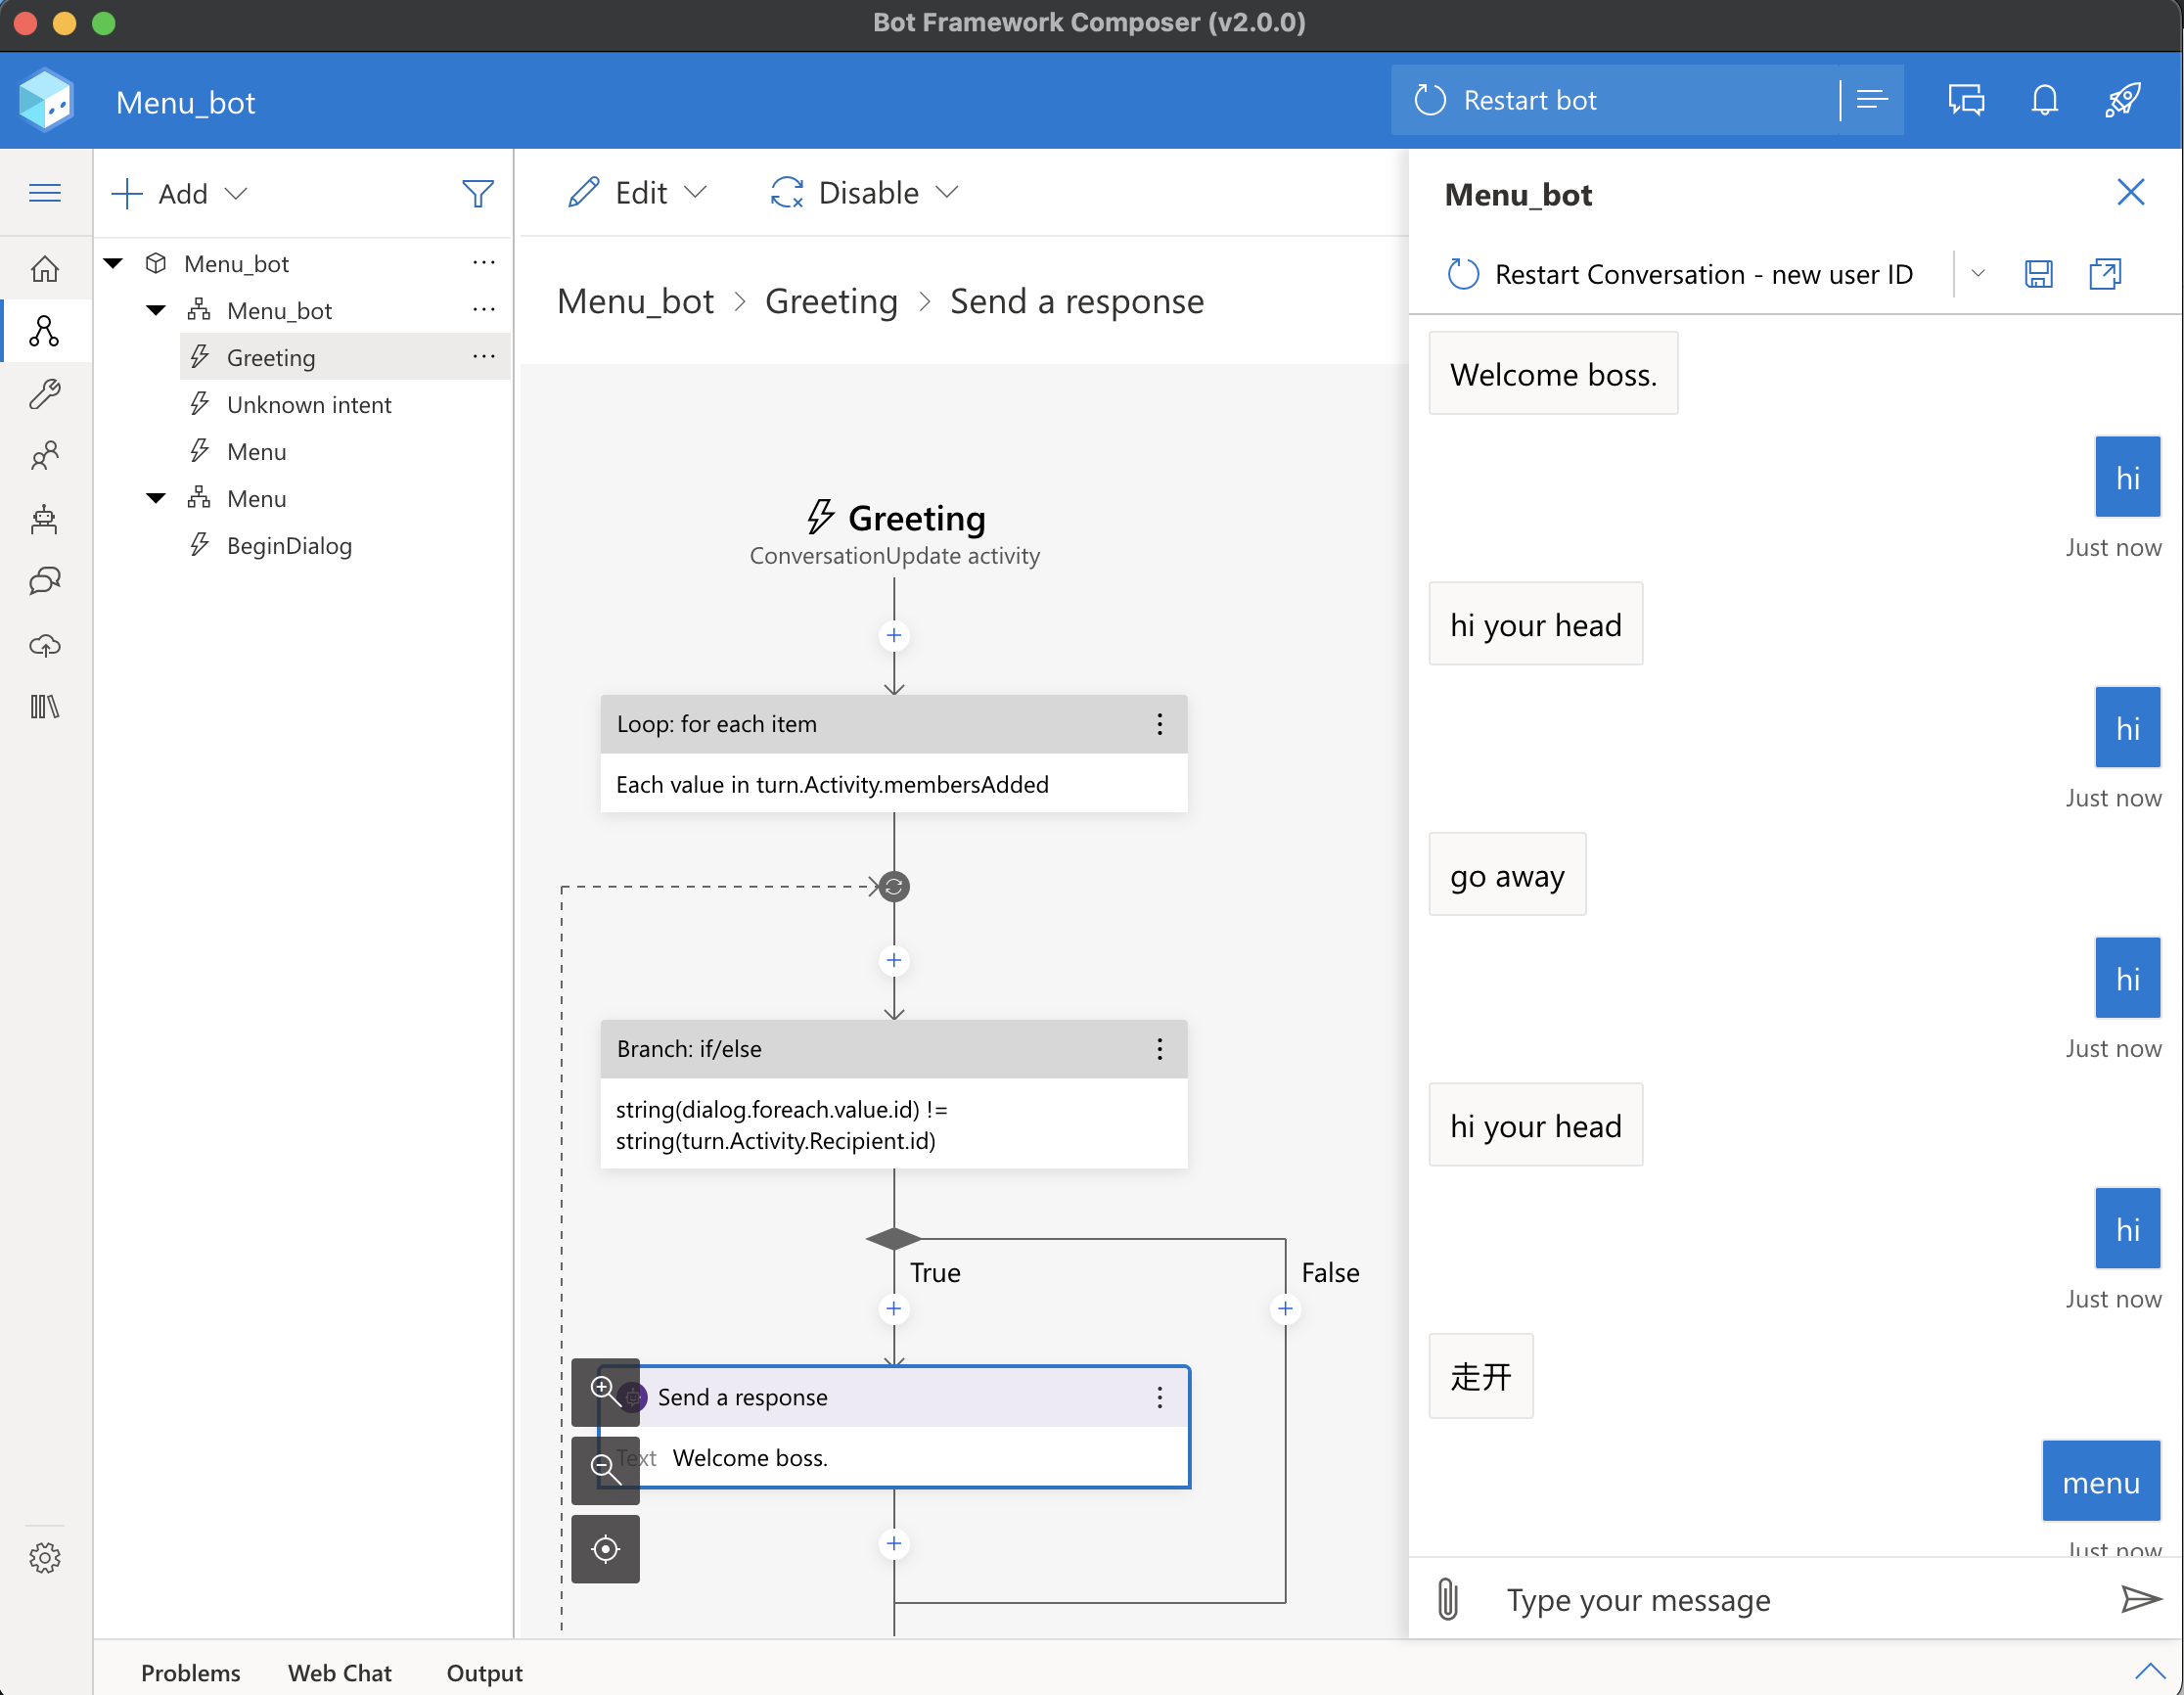 Bot Framework Composer (v2.0.0)
Menu_bot
Restart bot
Add
Menu_bot
Menu_bot
Greeting
Unknown intent
Menu
Menu
BeginDialog
Edit
Disable
Menu_bot > Greeting > Send a response
Greeting
ConversationUpdate activity
Loop: for each item
Each value in turn.Activity.membersAdded
Branch: if/else
string(dialog.foreach.value.id) !=
string(turn.Activity.Recipient.id)
True
False
Send a response
Text Welcome boss.
Menu_bot
Restart Conversation - new user ID
Welcome boss.
hi
Just now
hi your head
hi
Just now
go away
hi
Just now
hi your head
hi
Just now
走开
menu
Just now
Type your message
Problems
Web Chat
Output